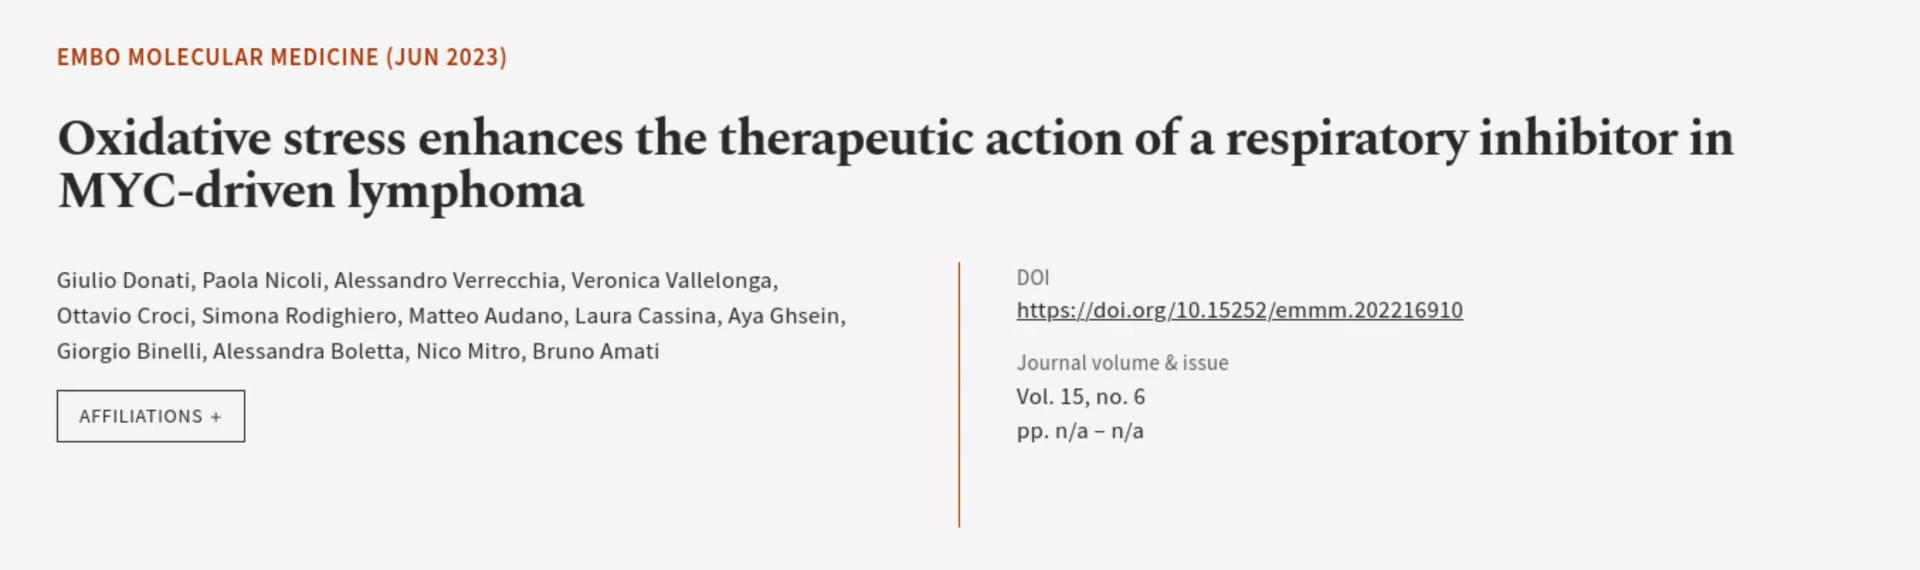 EMBO MOLECULAR MEDICINE (JUN 2023)
Oxidative stress enhances the therapeutic action of a respiratory inhibitor in
MYC-driven lymphoma
Giulio Donati, Paola Nicoli, Alessandro Verrecchia, Veronica Vallelonga,
Ottavio Croci, Simona Rodighiero, Matteo Audano, Laura Cassina, Aya Ghsein,
Giorgio Binelli, Alessandra Boletta, Nico Mitro, Bruno Amati
AFFILIATIONS +
DOI
https://doi.org/10.15252/emmm.202216910
Journal volume & issue
Vol. 15, no. 6
pp. n/a – n/a